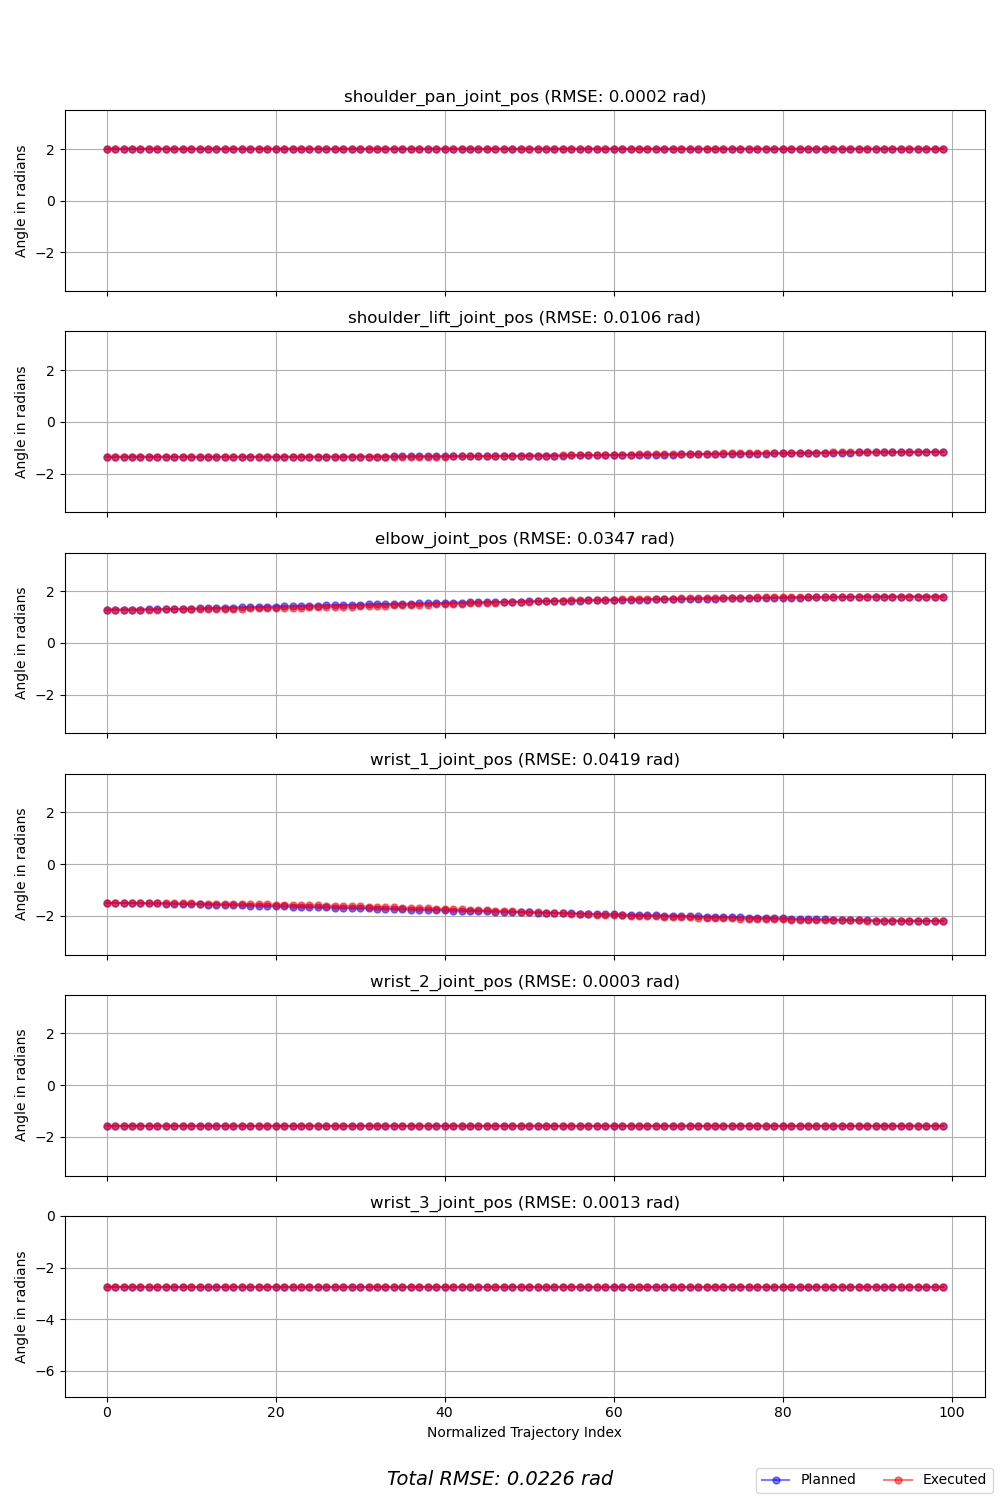 shoulder_pan_joint_pos (RMSE: 0.0002 rad)
Angle in radians
2
0
−2
shoulder_lift_joint_pos (RMSE: 0.0106 rad)
Angle in radians
2
0
−2
elbow_joint_pos (RMSE: 0.0347 rad)
Angle in radians
2
0
−2
wrist_1_joint_pos (RMSE: 0.0419 rad)
Angle in radians
2
0
−2
wrist_2_joint_pos (RMSE: 0.0003 rad)
Angle in radians
2
0
−2
wrist_3_joint_pos (RMSE: 0.0013 rad)
Angle in radians
0
−2
−4
−6
0 20 40 60 80 100
Normalized Trajectory Index
Total RMSE: 0.0226 rad
Planned Executed